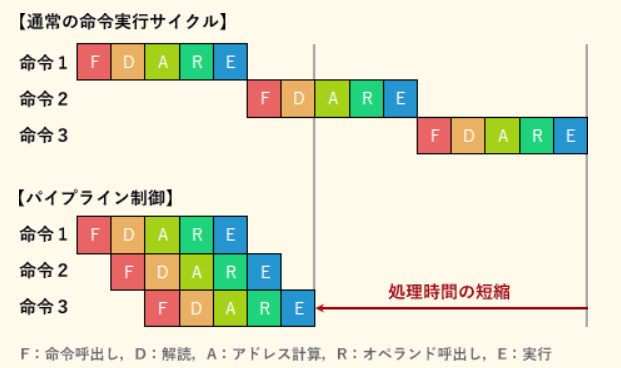 【通常の命令実行サイクル】
命令1 F D A R E
命令2 F D A R E
命令3 F D A R E
【パイプライン制御】
命令1 F D A R E
命令2 F D A R E
処理時間の短縮
命令3 F D A R E
F：命令呼出し，D：解読，A：アドレス計算，R：オペランド呼出し，E：実行